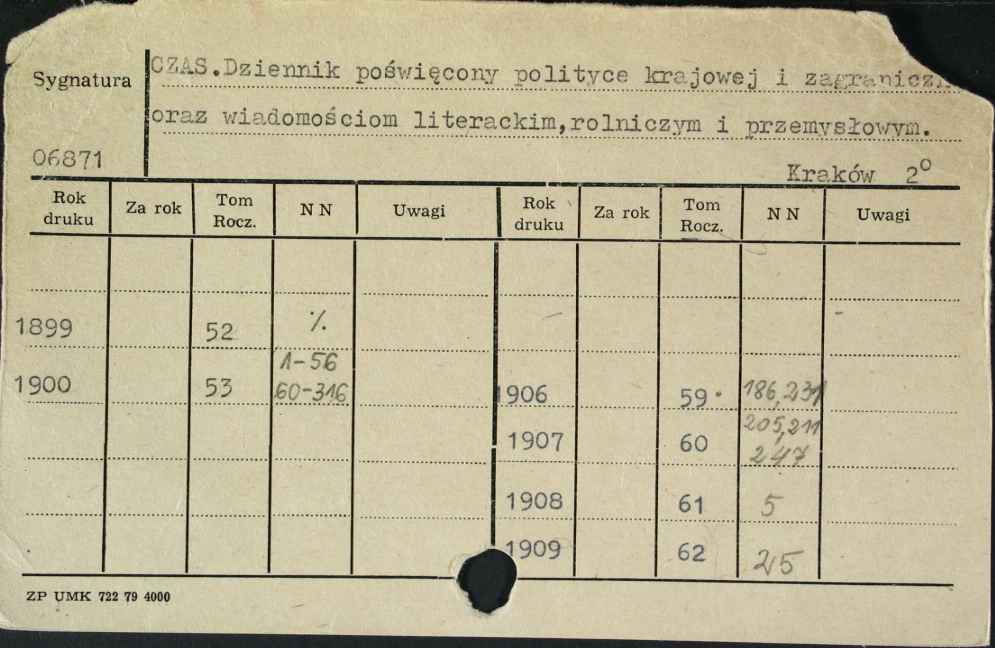 Sygnatura CZAS.Dziennik poświęcony polityce krajowej i zagranicz
oraz wiadomościom literackim,rolniczym i przemysłowym.
06871 Kraków 2º
Rok druku Za rok Tom Rocz. N N Uwagi Rok druku Za rok Tom Rocz. N N Uwagi
1899 52 ⁒
1900 53 1-56 60-316 1906 59 186,231
1907 60 205,211 247
1908 61 5
1909 62 25
ZP UMK 722 79 4000